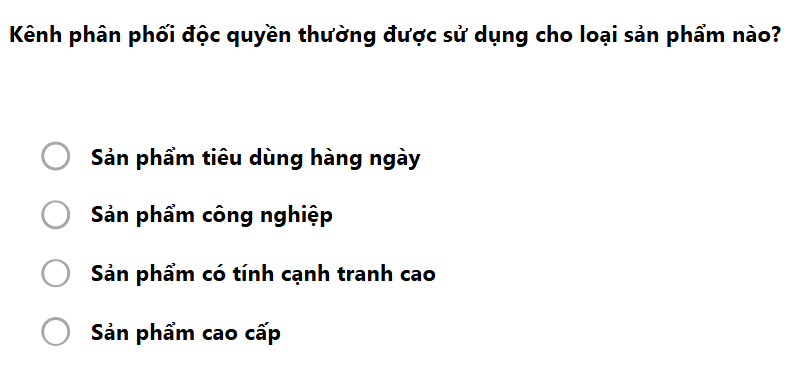 Kênh phân phối độc quyền thường được sử dụng cho loại sản phẩm nào?
Sản phẩm tiêu dùng hàng ngày
Sản phẩm công nghiệp
Sản phẩm có tính cạnh tranh cao
Sản phẩm cao cấp